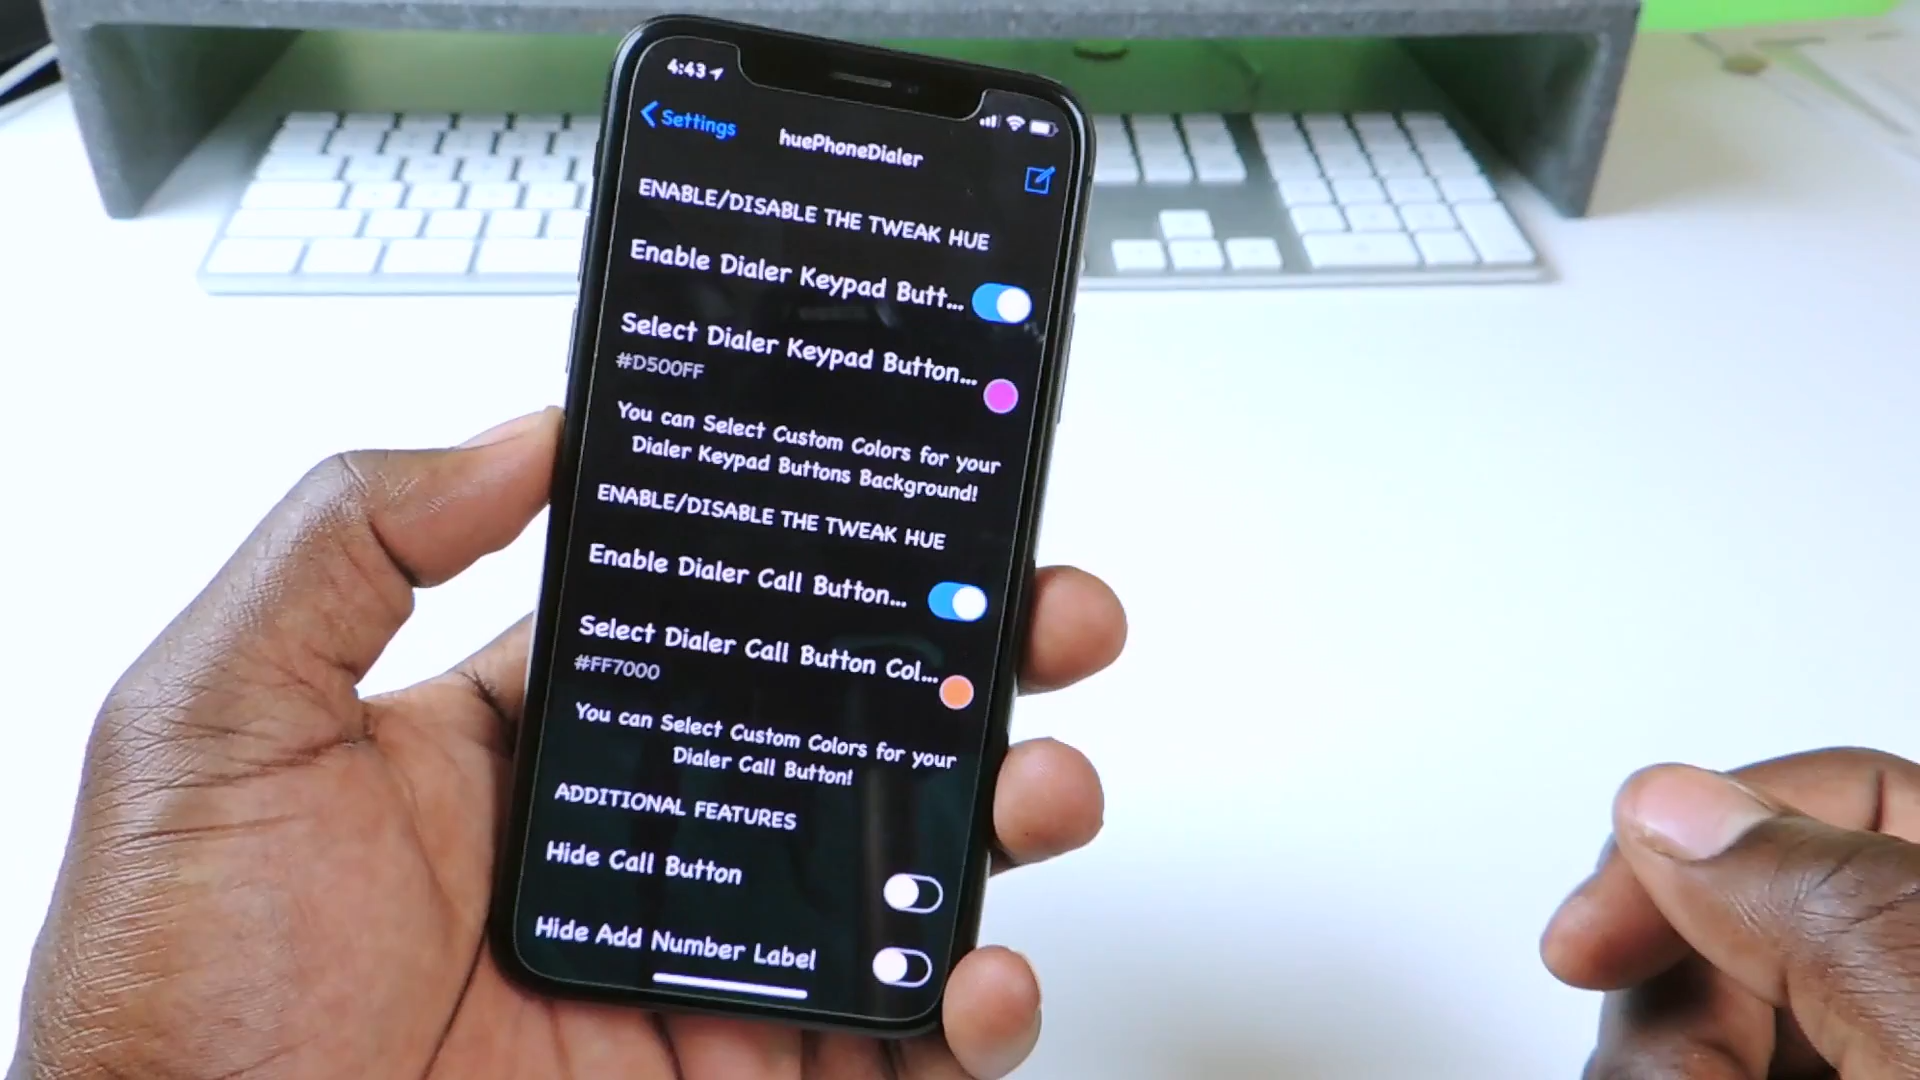 4:43
Settings
huePhoneDialer
ENABLE/DISABLE THE TWEAK HUE
Enable Dialer Keypad Butt...
Select Dialer Keypad Button...
#D500FF
You can Select Custom Colors for your
Dialer Keypad Buttons Background!
ENABLE/DISABLE THE TWEAK HUE
Enable Dialer Call Button...
Select Dialer Call Button Col...
#FF7000
You can Select Custom Colors for your
Dialer Call Button!
ADDITIONAL FEATURES
Hide Call Button
Hide Add Number Label